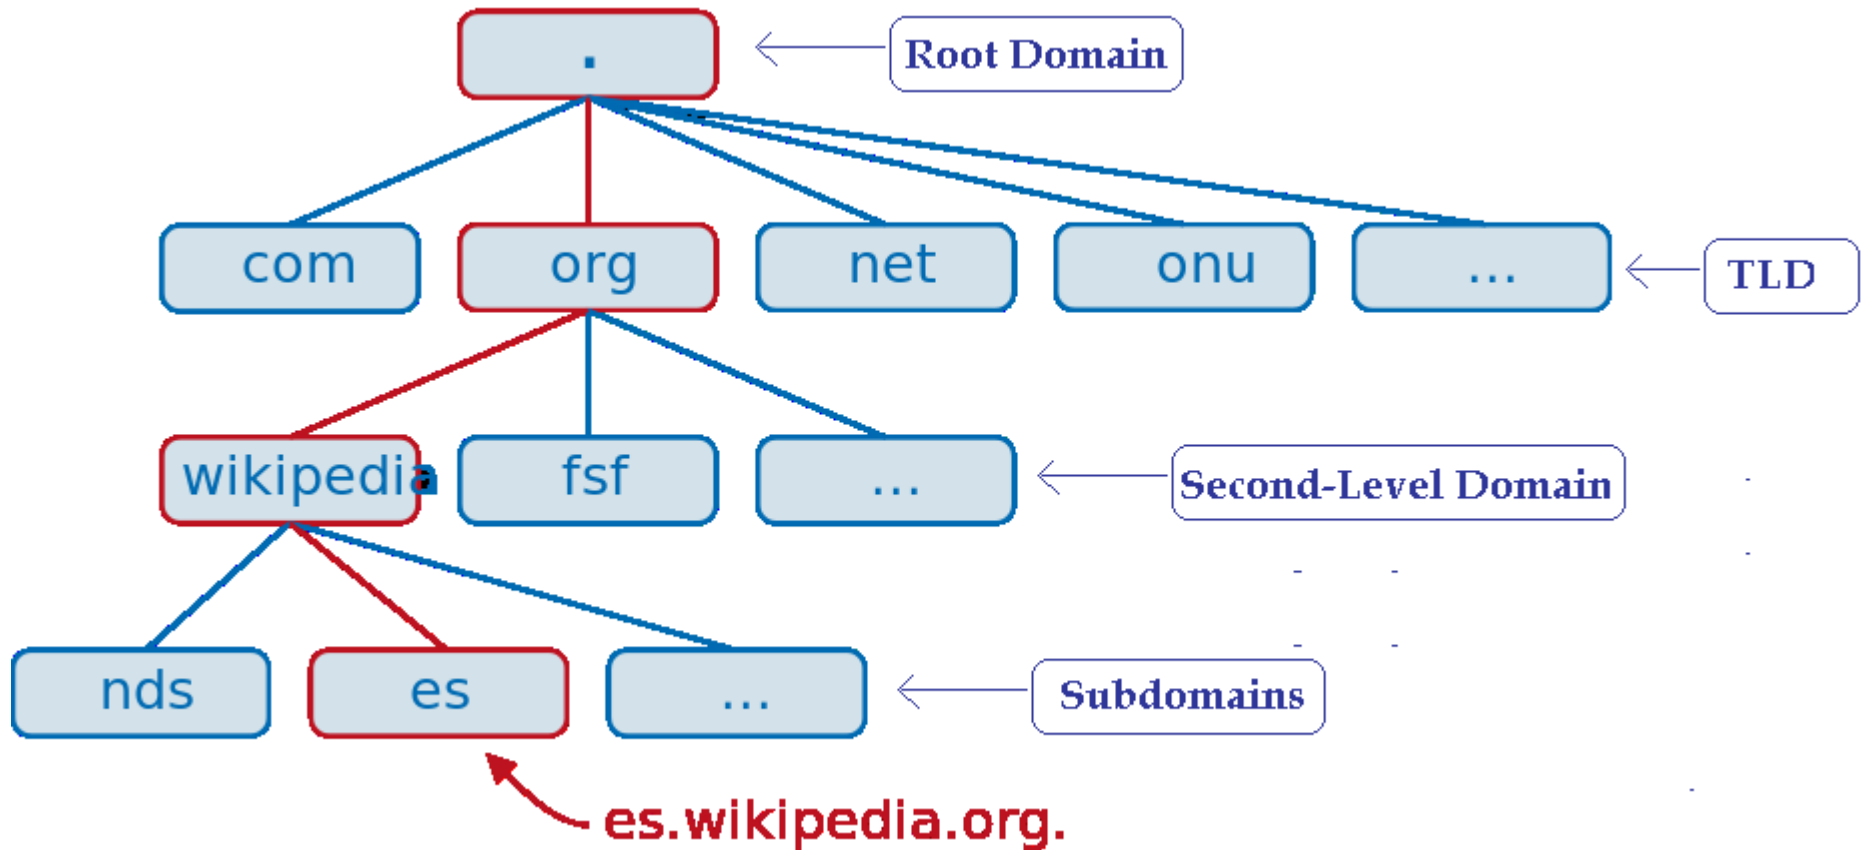 .
Root Domain
com
org
net
onu
...
TLD
wikipedia
fsf
...
Second-Level Domain
nds
es
...
Subdomains
es.wikipedia.org.